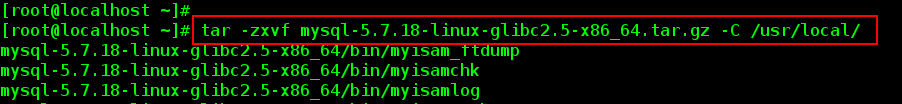 [root@localhost ~]#
[root@localhost ~]# tar -zxvf mysql-5.7.18-linux-glibc2.5-x86_64.tar.gz -C /usr/local/
mysql-5.7.18-linux-glibc2.5-x86_64/bin/myisam_ftdump
mysql-5.7.18-linux-glibc2.5-x86_64/bin/myisamchk
mysql-5.7.18-linux-glibc2.5-x86_64/bin/myisamlog